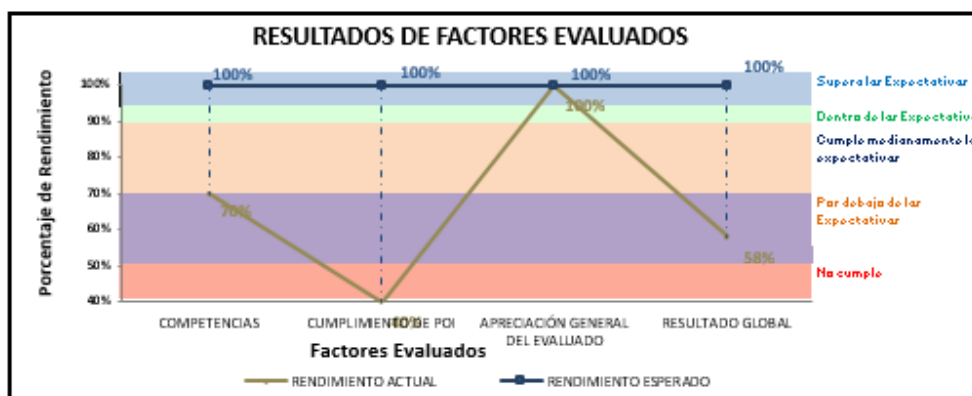 RESULTADOS DE FACTORES EVALUADOS
Porcentaje de Rendimiento
100%
90%
80%
70%
60%
50%
40%
100%
100%
100%
100%
70%
40%
100%
58%
Supera las Expectativas
Dentro de las Expectativas
Cumple medianamente las
expectativas
Por debajo de las
Expectativas
No cumple
COMPETENCIAS
CUMPLIMIENTO DE POI
APRECIACIÓN GENERAL
DEL EVALUADO
RESULTADO GLOBAL
Factores Evaluados
RENDIMIENTO ACTUAL
RENDIMIENTO ESPERADO